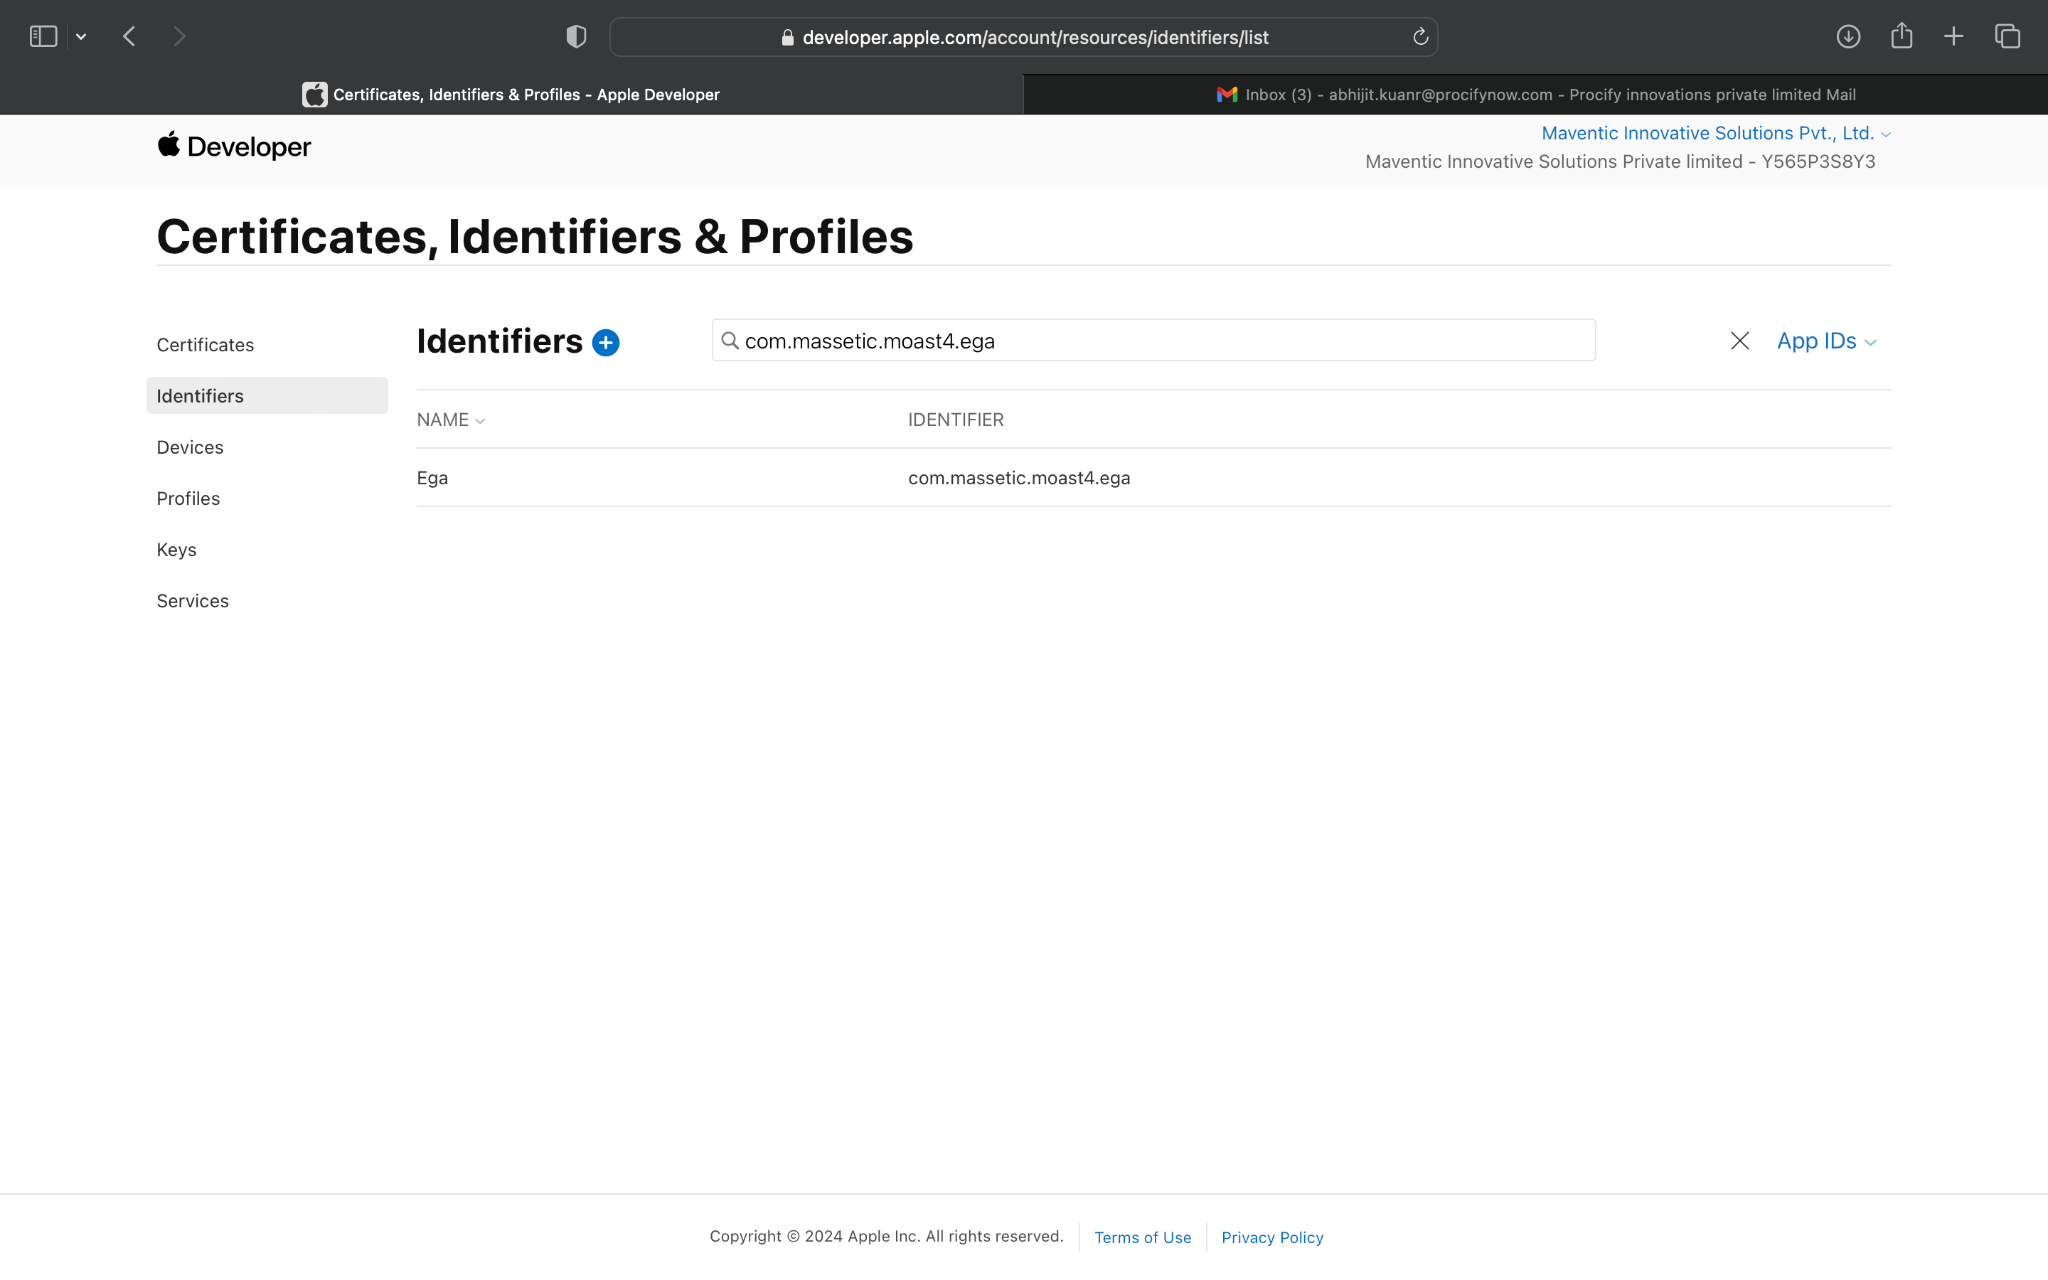 developer.apple.com/account/resources/identifiers/list
Certificates, Identifiers & Profiles - Apple Developer
Inbox (3) - abhijit.kuanr@procifynow.com - Procify innovations private limited Mail
Developer
Maventic Innovative Solutions Pvt., Ltd.
Maventic Innovative Solutions Private limited - Y565P3S8Y3
Certificates, Identifiers & Profiles
Certificates
Identifiers
Devices
Profiles
Keys
Services
Identifiers
com.massetic.moast4.ega
App IDs
NAME IDENTIFIER
Ega com.massetic.moast4.ega
Copyright © 2024 Apple Inc. All rights reserved. Terms of Use Privacy Policy